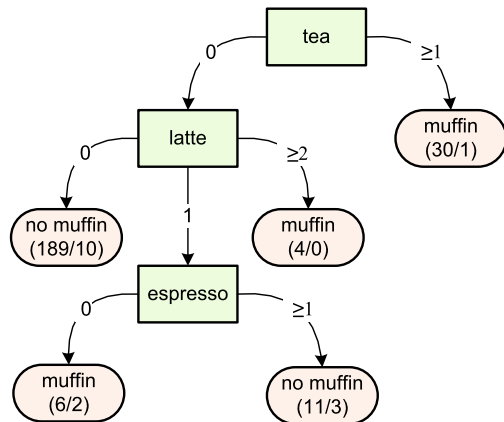 tea
0
≥1
latte
muffin
(30/1)
0
≥2
1
no muffin
(189/10)
muffin
(4/0)
espresso
0
≥1
muffin
(6/2)
no muffin
(11/3)